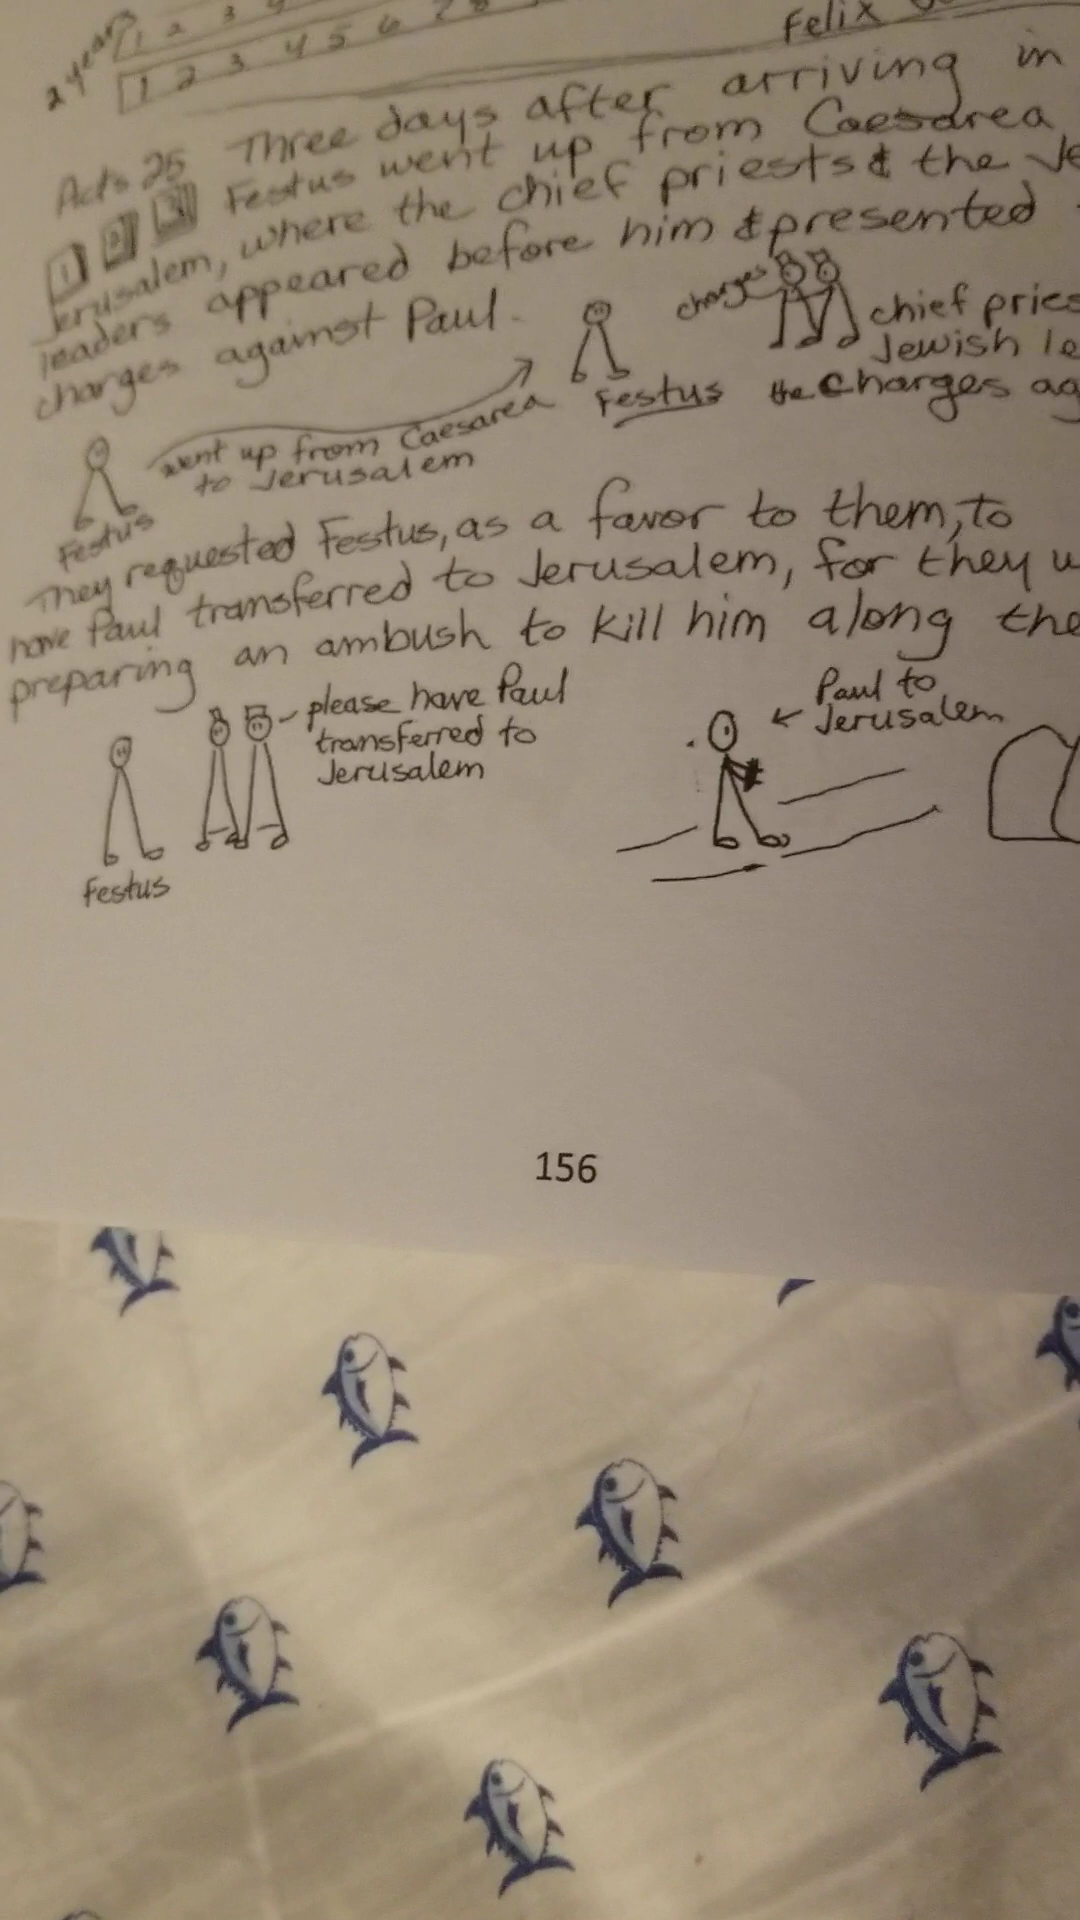 Felix
2 years 1 2 3 4
1 2 3 4 5 6 7 8
Acts 25 Three days after arriving in
1 2 3 Festus went up from Caesarea
Jerusalem, where the chief priests & the Je
leaders appeared before him & presented
charges against Paul.
charges
chief pries
Jewish le
Festus the charges ag
went up from Caesarea
to Jerusalem
Festus
They requested Festus, as a favor to them, to
have Paul transferred to Jerusalem, for they w
preparing an ambush to kill him along the
please have Paul
transferred to
Jerusalem
Paul to
Jerusalem
Festus
156